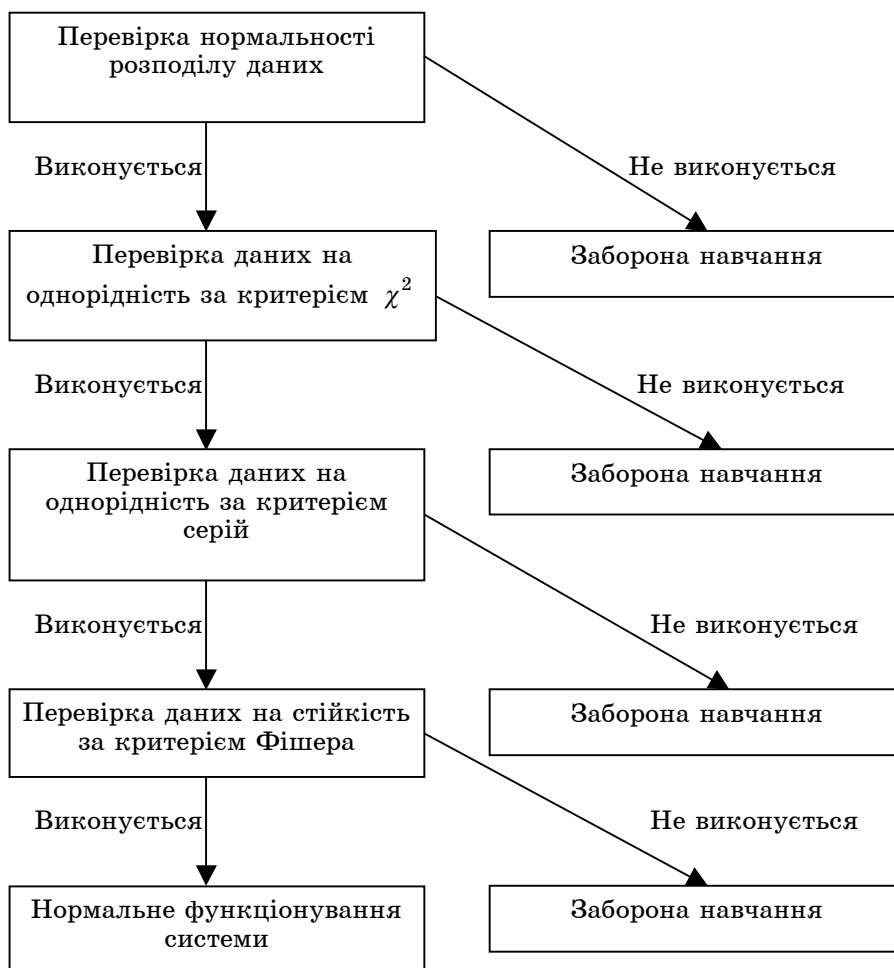 Перевірка нормальності
розподілу даних
Виконується
Не виконується
Перевірка даних на
однорідність за критерієм χ²
Заборона навчання
Виконується
Не виконується
Перевірка даних на
однорідність за критерієм
серій
Заборона навчання
Виконується
Не виконується
Перевірка даних на стійкість
за критерієм Фішера
Заборона навчання
Виконується
Не виконується
Нормальне функціонування
системи
Заборона навчання